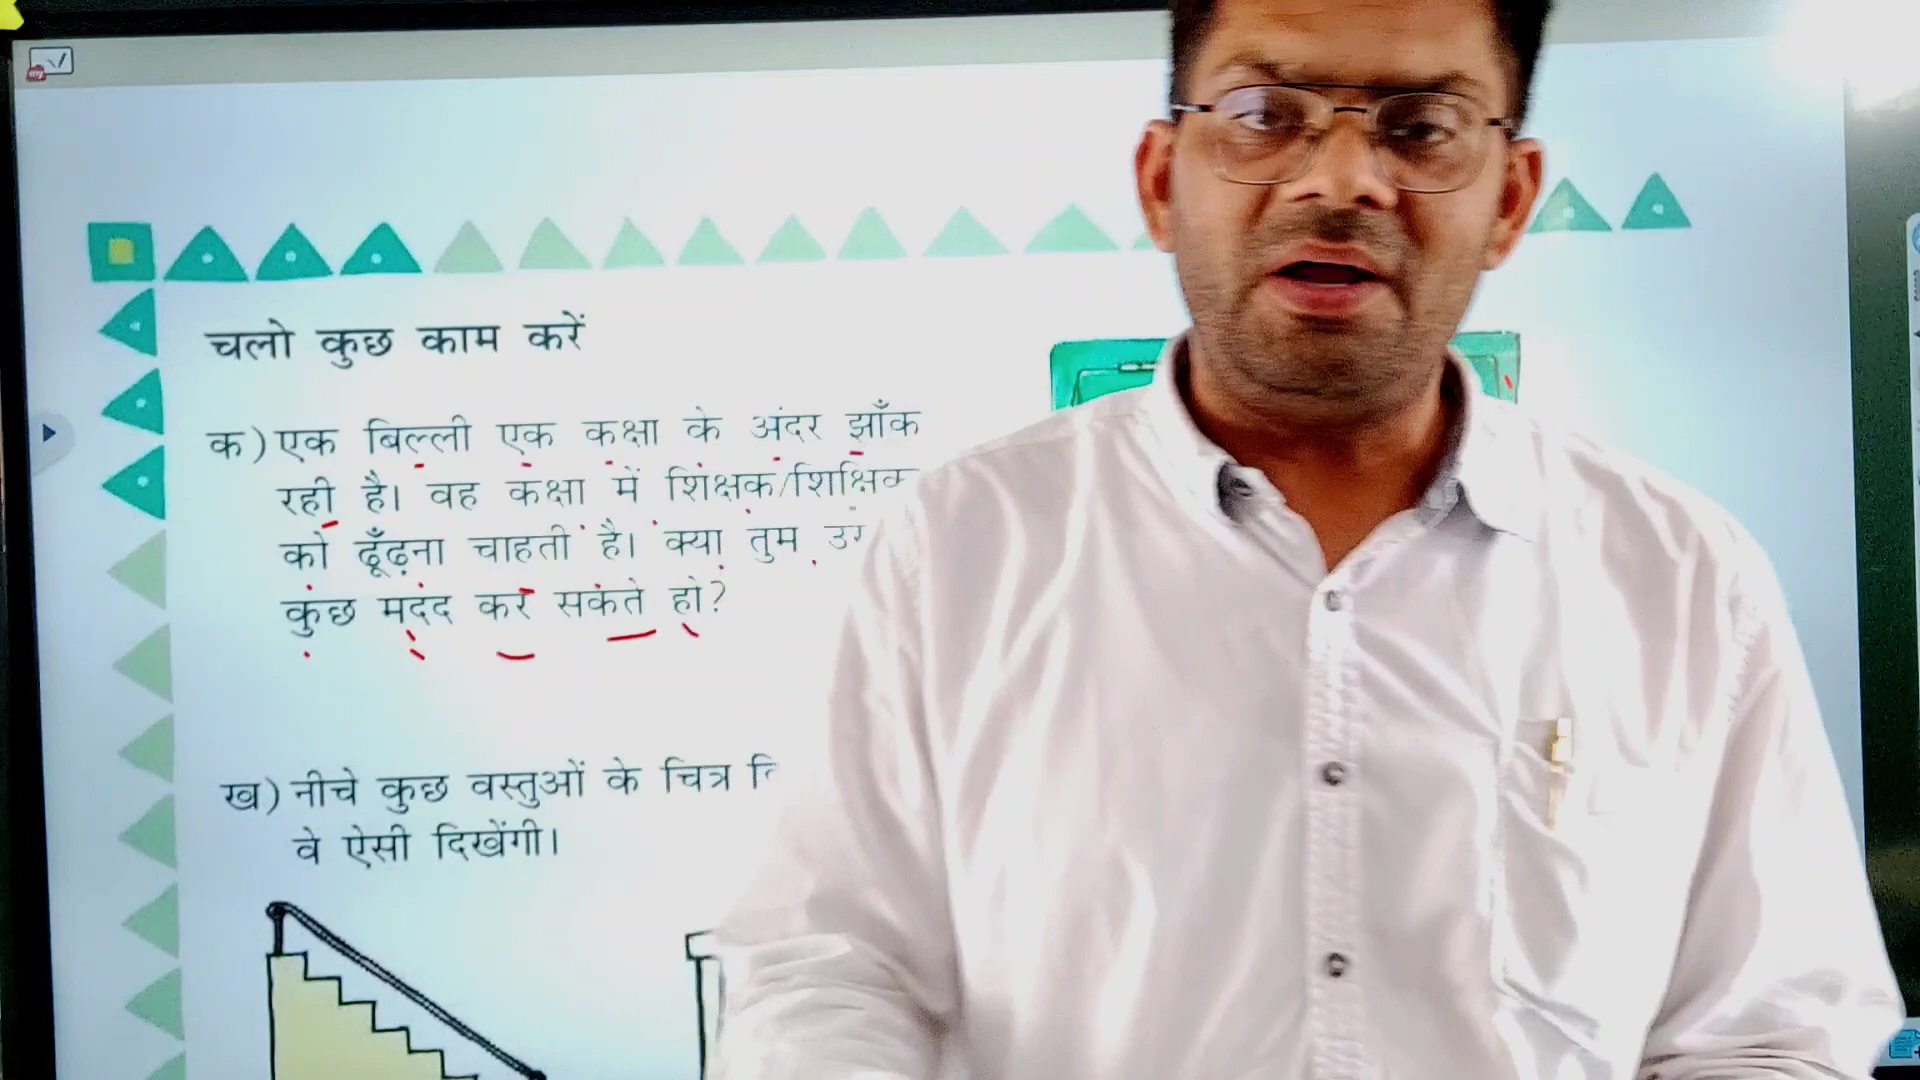 चलो कुछ काम करें
क) एक बिल्ली एक कक्षा के अंदर झाँक
रही है। वह कक्षा में शिक्षक/
को ढूँढ़ना चाहती है। क्या तुम
कुछ मदद कर सकते हो?
ख) नीचे कुछ वस्तुओं के चित्र
वे ऐसी दिखेंगी।